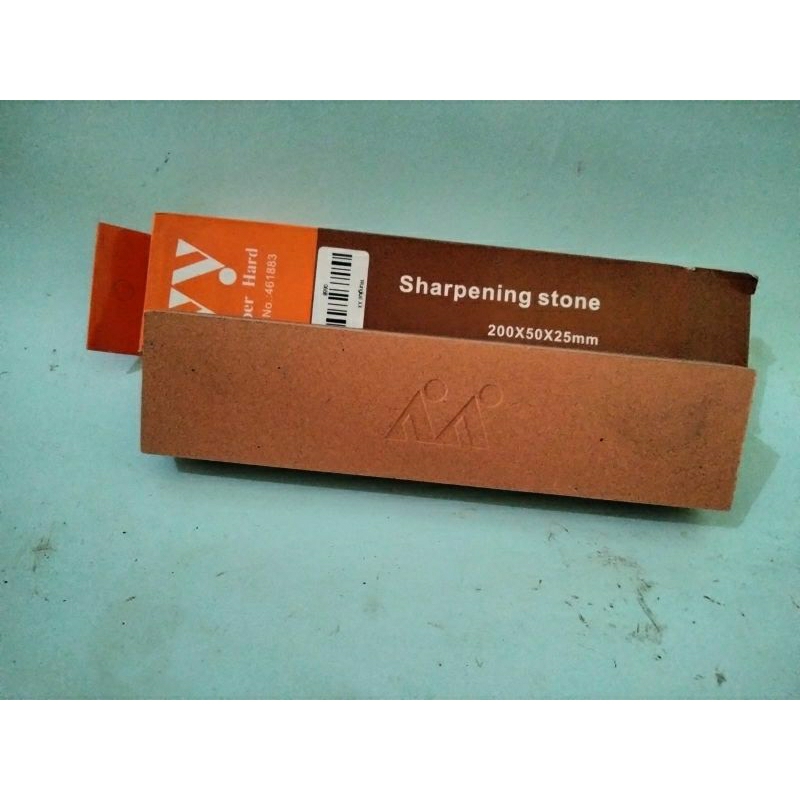 Sharpening stone
200X50X25mm
Hard
No.:461883